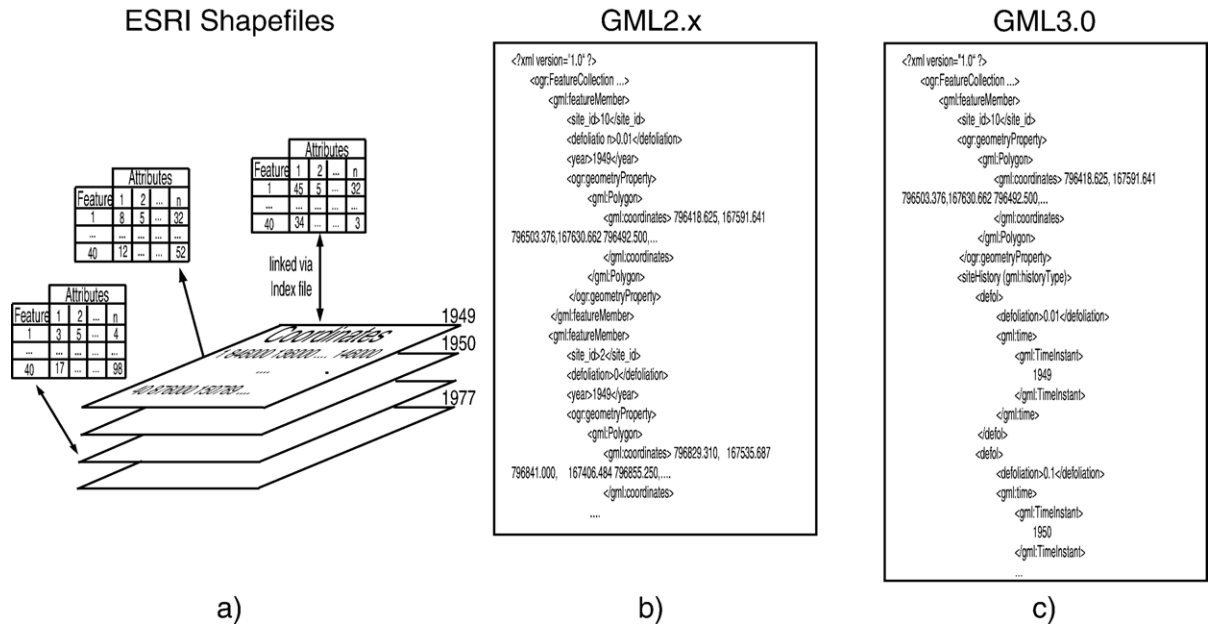 ESRI Shapefiles
GML2.x
GML3.0
Attributes
Feature 1 2 ... n
1 45 5 ... 32
... ... ... ...
40 34 ... ... 3
Attributes
Feature 1 2 ... n
1 8 5 ... 32
... ... ... ...
40 12 ... ... 52
Attributes
Feature 1 2 ... n
1 3 5 ... 4
... ... ... ...
40 17 ... ... 98
linked via
Index file
1949
1950
1977
Coordinates
1 846000 136000.... 146000
....
40 876000 150789....
a)
<?xml version='1.0" ?>
<ogr:FeatureCollection ...>
<gml:featureMember>
<site_id>10</site_id>
<defoliatio n>0.01</defoliation>
<year>1949</year>
<ogr:geometryProperty>
<gml:Polygon>
<gml:coordinates> 796418.625, 167591.641
796503.376,167630.662 796492.500,...
</gml:coordinates>
</gml:Polygon>
</ogr:geometryProperty>
</gml:featureMember>
<gml:featureMember>
<site_id>2</site_id>
<defoliation>0</defoliation>
<year>1949</year>
<ogr:geometryProperty>
<gml:Polygon>
<gml:coordinates> 796829.310, 167535.687
796841.000, 167406.484 796855.250,....
</gml:coordinates>
....
b)
<?xml version="1.0" ?>
<ogr:FeatureCollection ...>
<gml:featureMember>
<site_id>10</site_id>
<ogr:geometryProperty>
<gml:Polygon>
<gml:coordinates> 796418.625, 167591.641
796503.376,167630.662 796492.500,...
</gml:coordinates>
</gml:Polygon>
</ogr:geometryProperty>
<siteHistory (gml:historyType)>
<defol>
<defoliation>0.01</defoliation>
<gml:time>
<gml:TimeInstant>
1949
</gml:TimeInstant>
</gml:time>
</defol>
<defol>
<defoliation>0.1</defoliation>
<gml:time>
<gml:TimeInstant>
1950
</gml:TimeInstant>
...
c)